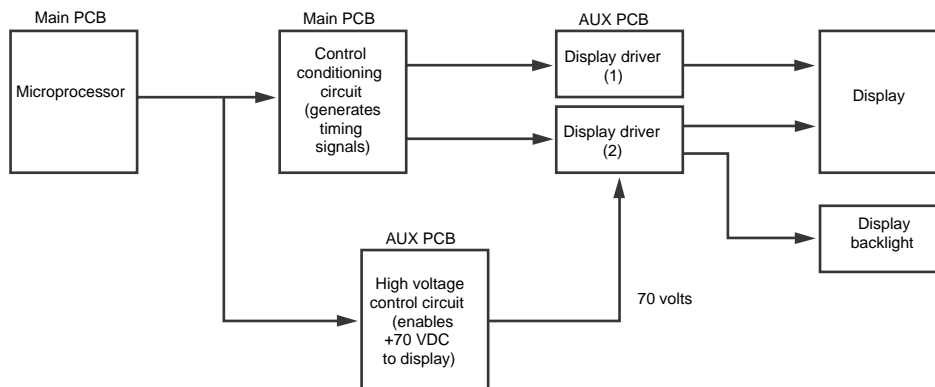 Main PCB
Microprocessor
Main PCB
Control
conditioning
circuit
(generates
timing
signals)
AUX PCB
Display driver
(1)
Display driver
(2)
Display
Display
backlight
AUX PCB
High voltage
control circuit
(enables
+70 VDC
to display)
70 volts